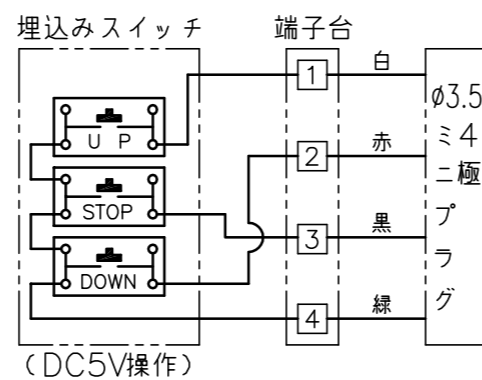 埋込みスイッチ
端子台
UP
STOP
DOWN
(DC5V操作)
1
2
3
4
白
赤
黒
緑
φ3.5
ミニプラグ
4極